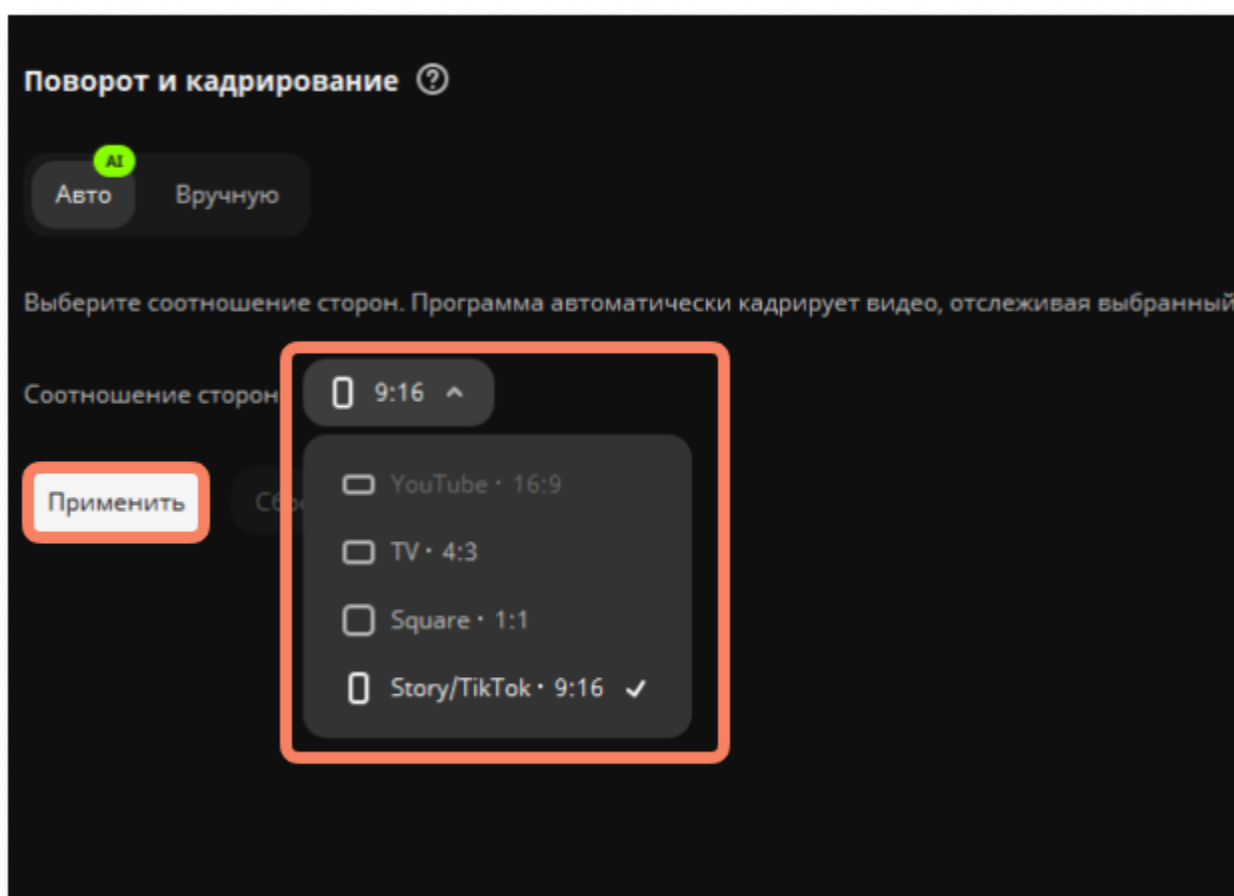 Поворот и кадрирование ?
AI
Авто Вручную
Выберите соотношение сторон. Программа автоматически кадрирует видео, отслеживая выбранный
Соотношение сторон 9:16
YouTube • 16:9
Применить
TV • 4:3
Square • 1:1
Story/TikTok • 9:16